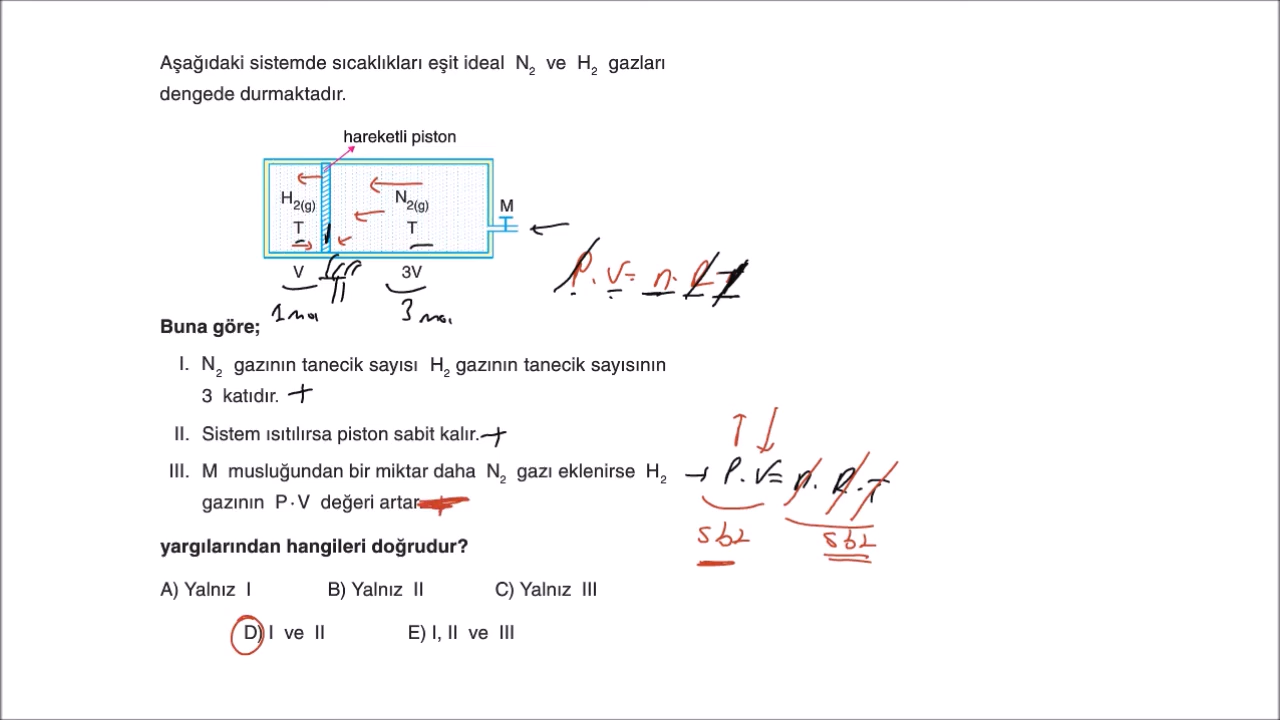 Aşağıdaki sistemde sıcaklıkları eşit ideal N₂ ve H₂ gazları
dengede durmaktadır.
hareketli piston
H₂(g)
N₂(g)
M
T
T
V
3V
1 mol
3 mol
P.V=n.R.T
Buna göre;
I. N₂ gazının tanecik sayısı H₂ gazının tanecik sayısının
3 katıdır. +
II. Sistem ısıtılırsa piston sabit kalır. +
III. M musluğundan bir miktar daha N₂ gazı eklenirse H₂
gazının P·V değeri artar.
→ P.V=n.R.T
sbt
sbt
yargılarından hangileri doğrudur?
A) Yalnız I
B) Yalnız II
C) Yalnız III
D) I ve II
E) I, II ve III